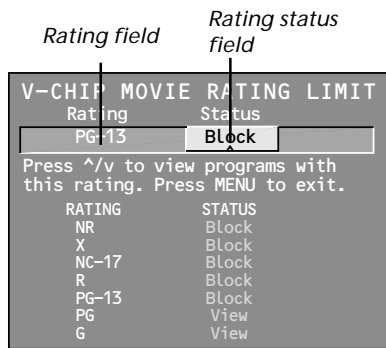 Rating field
Rating status
field
V-CHIP MOVIE RATING LIMIT
Rating Status
PG-13 Block
Press ^/v to view programs with
this rating. Press MENU to exit.
RATING STATUS
NR Block
X Block
NC-17 Block
R Block
PG-13 Block
PG View
G View